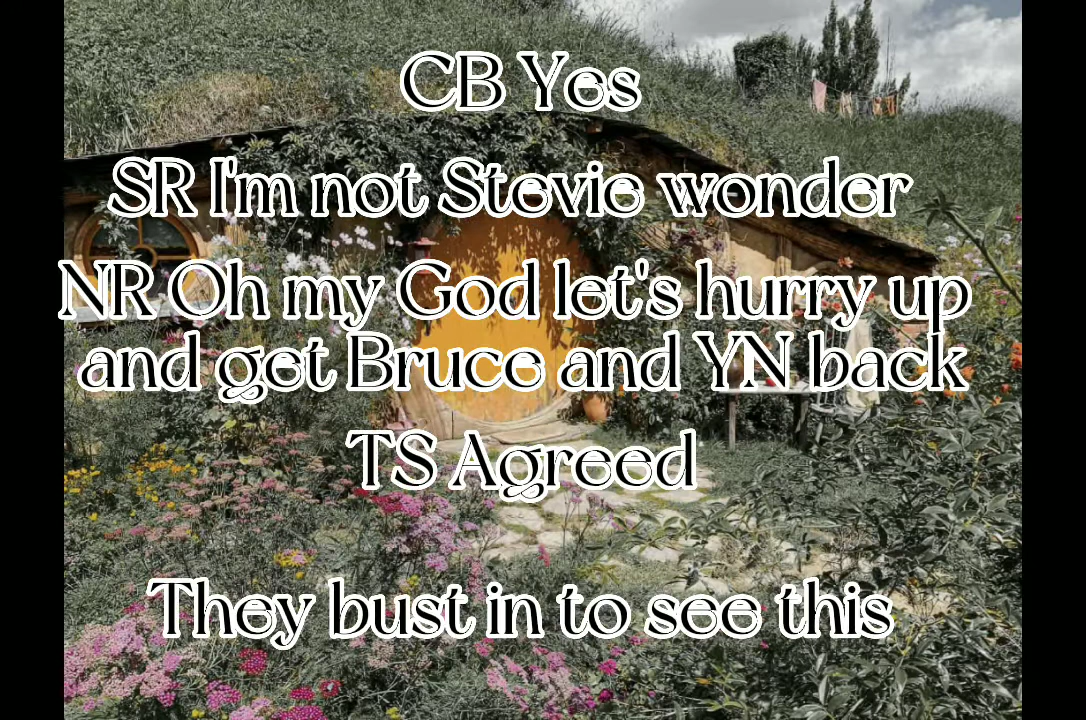 CB Yes
SR I'm not Stevie wonder
NR Oh my God let's hurry up
and get Bruce and YN back
TS Agreed
They bust in to see this